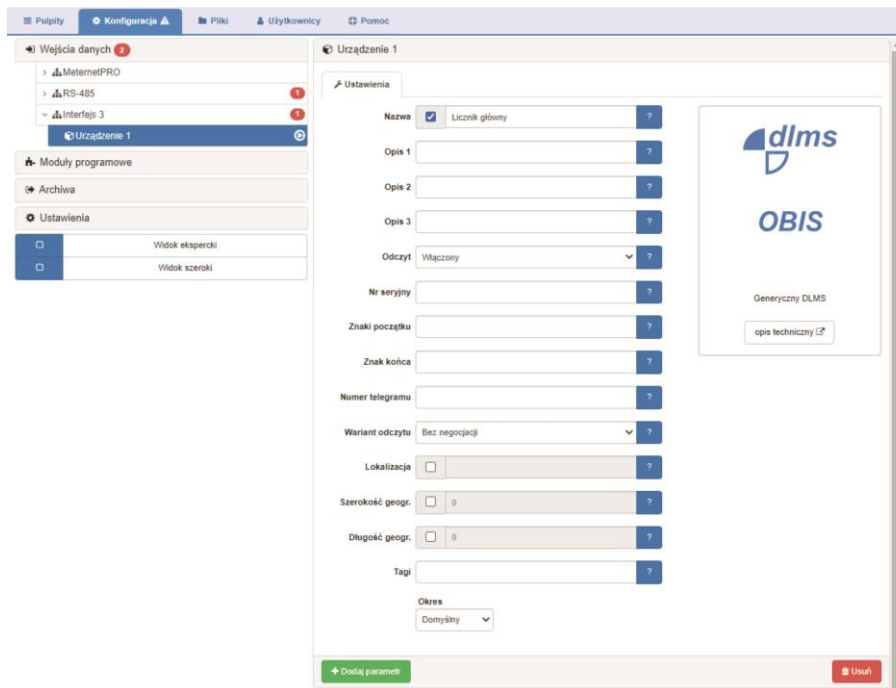 Pulpity Konfiguracja Pliki Użytkownicy Pomoc
Wejścia danych 2
MeternetPRO
RS-485 1
Interfejs 3 1
Urządzenie 1
Moduły programowe
Archiwa
Ustawienia
Widok ekspercki
Widok szeroki
Urządzenie 1
Ustawienia
Nazwa Licznik główny ?
Opis 1 ?
Opis 2 ?
Opis 3 ?
Odczyt Włączony ?
Nr seryjny ?
Znaki początku ?
Znak końca ?
Numer telegramu ?
Wariant odczytu Bez negocjacji ?
Lokalizacja ?
Szerokość geogr. 0 ?
Długość geogr. 0 ?
Tagi ?
Okres
Domyślny
dlms
OBIS
Generyczny DLMS
opis techniczny
+ Dodaj parametr
Usuń